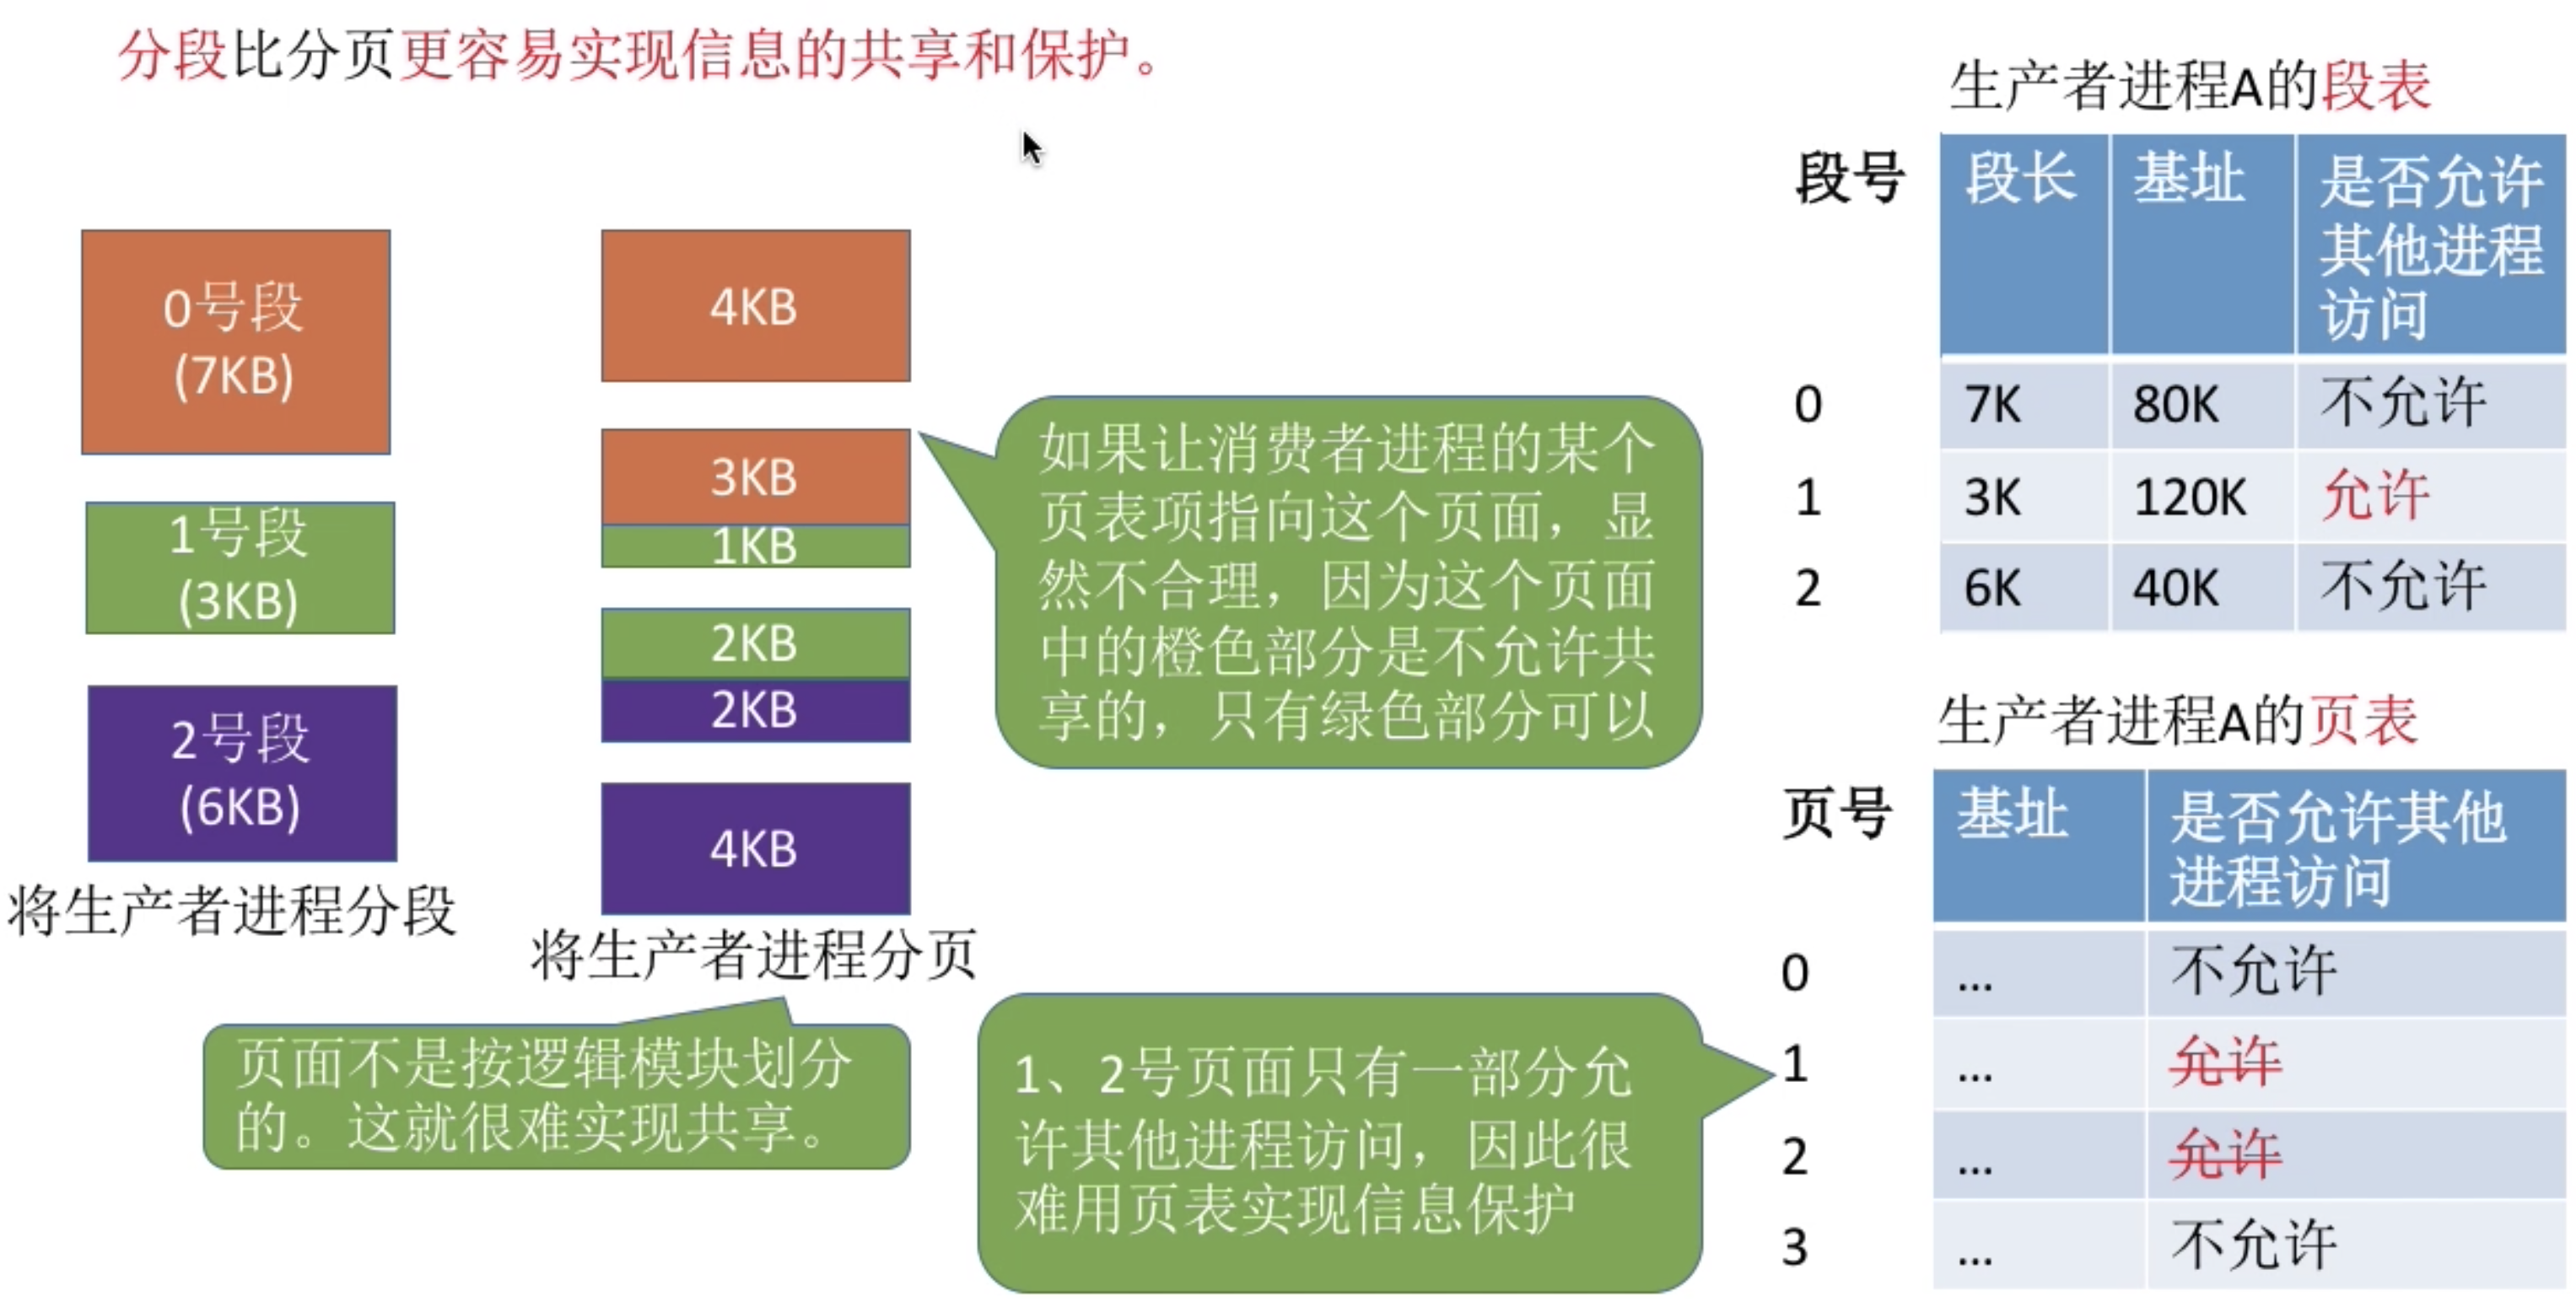 分段比分页更容易实现信息的共享和保护。
0号段
(7KB)
1号段
(3KB)
2号段
(6KB)
将生产者进程分段
4KB
3KB
1KB
2KB
2KB
4KB
将生产者进程分页
页面不是按逻辑模块划分
的。这就很难实现共享。
如果让消费者进程的某个
页表项指向这个页面，显
然不合理，因为这个页面
中的橙色部分是不允许共
享的，只有绿色部分可以
1、2号页面只有一部分允
许其他进程访问，因此很
难用页表实现信息保护
生产者进程A的段表
段号 段长 基址 是否允许
其他进程
访问
0 7K 80K 不允许
1 3K 120K 允许
2 6K 40K 不允许
生产者进程A的页表
页号 基址 是否允许其他
进程访问
0 ... 不允许
1 ... 允许
2 ... 允许
3 ... 不允许